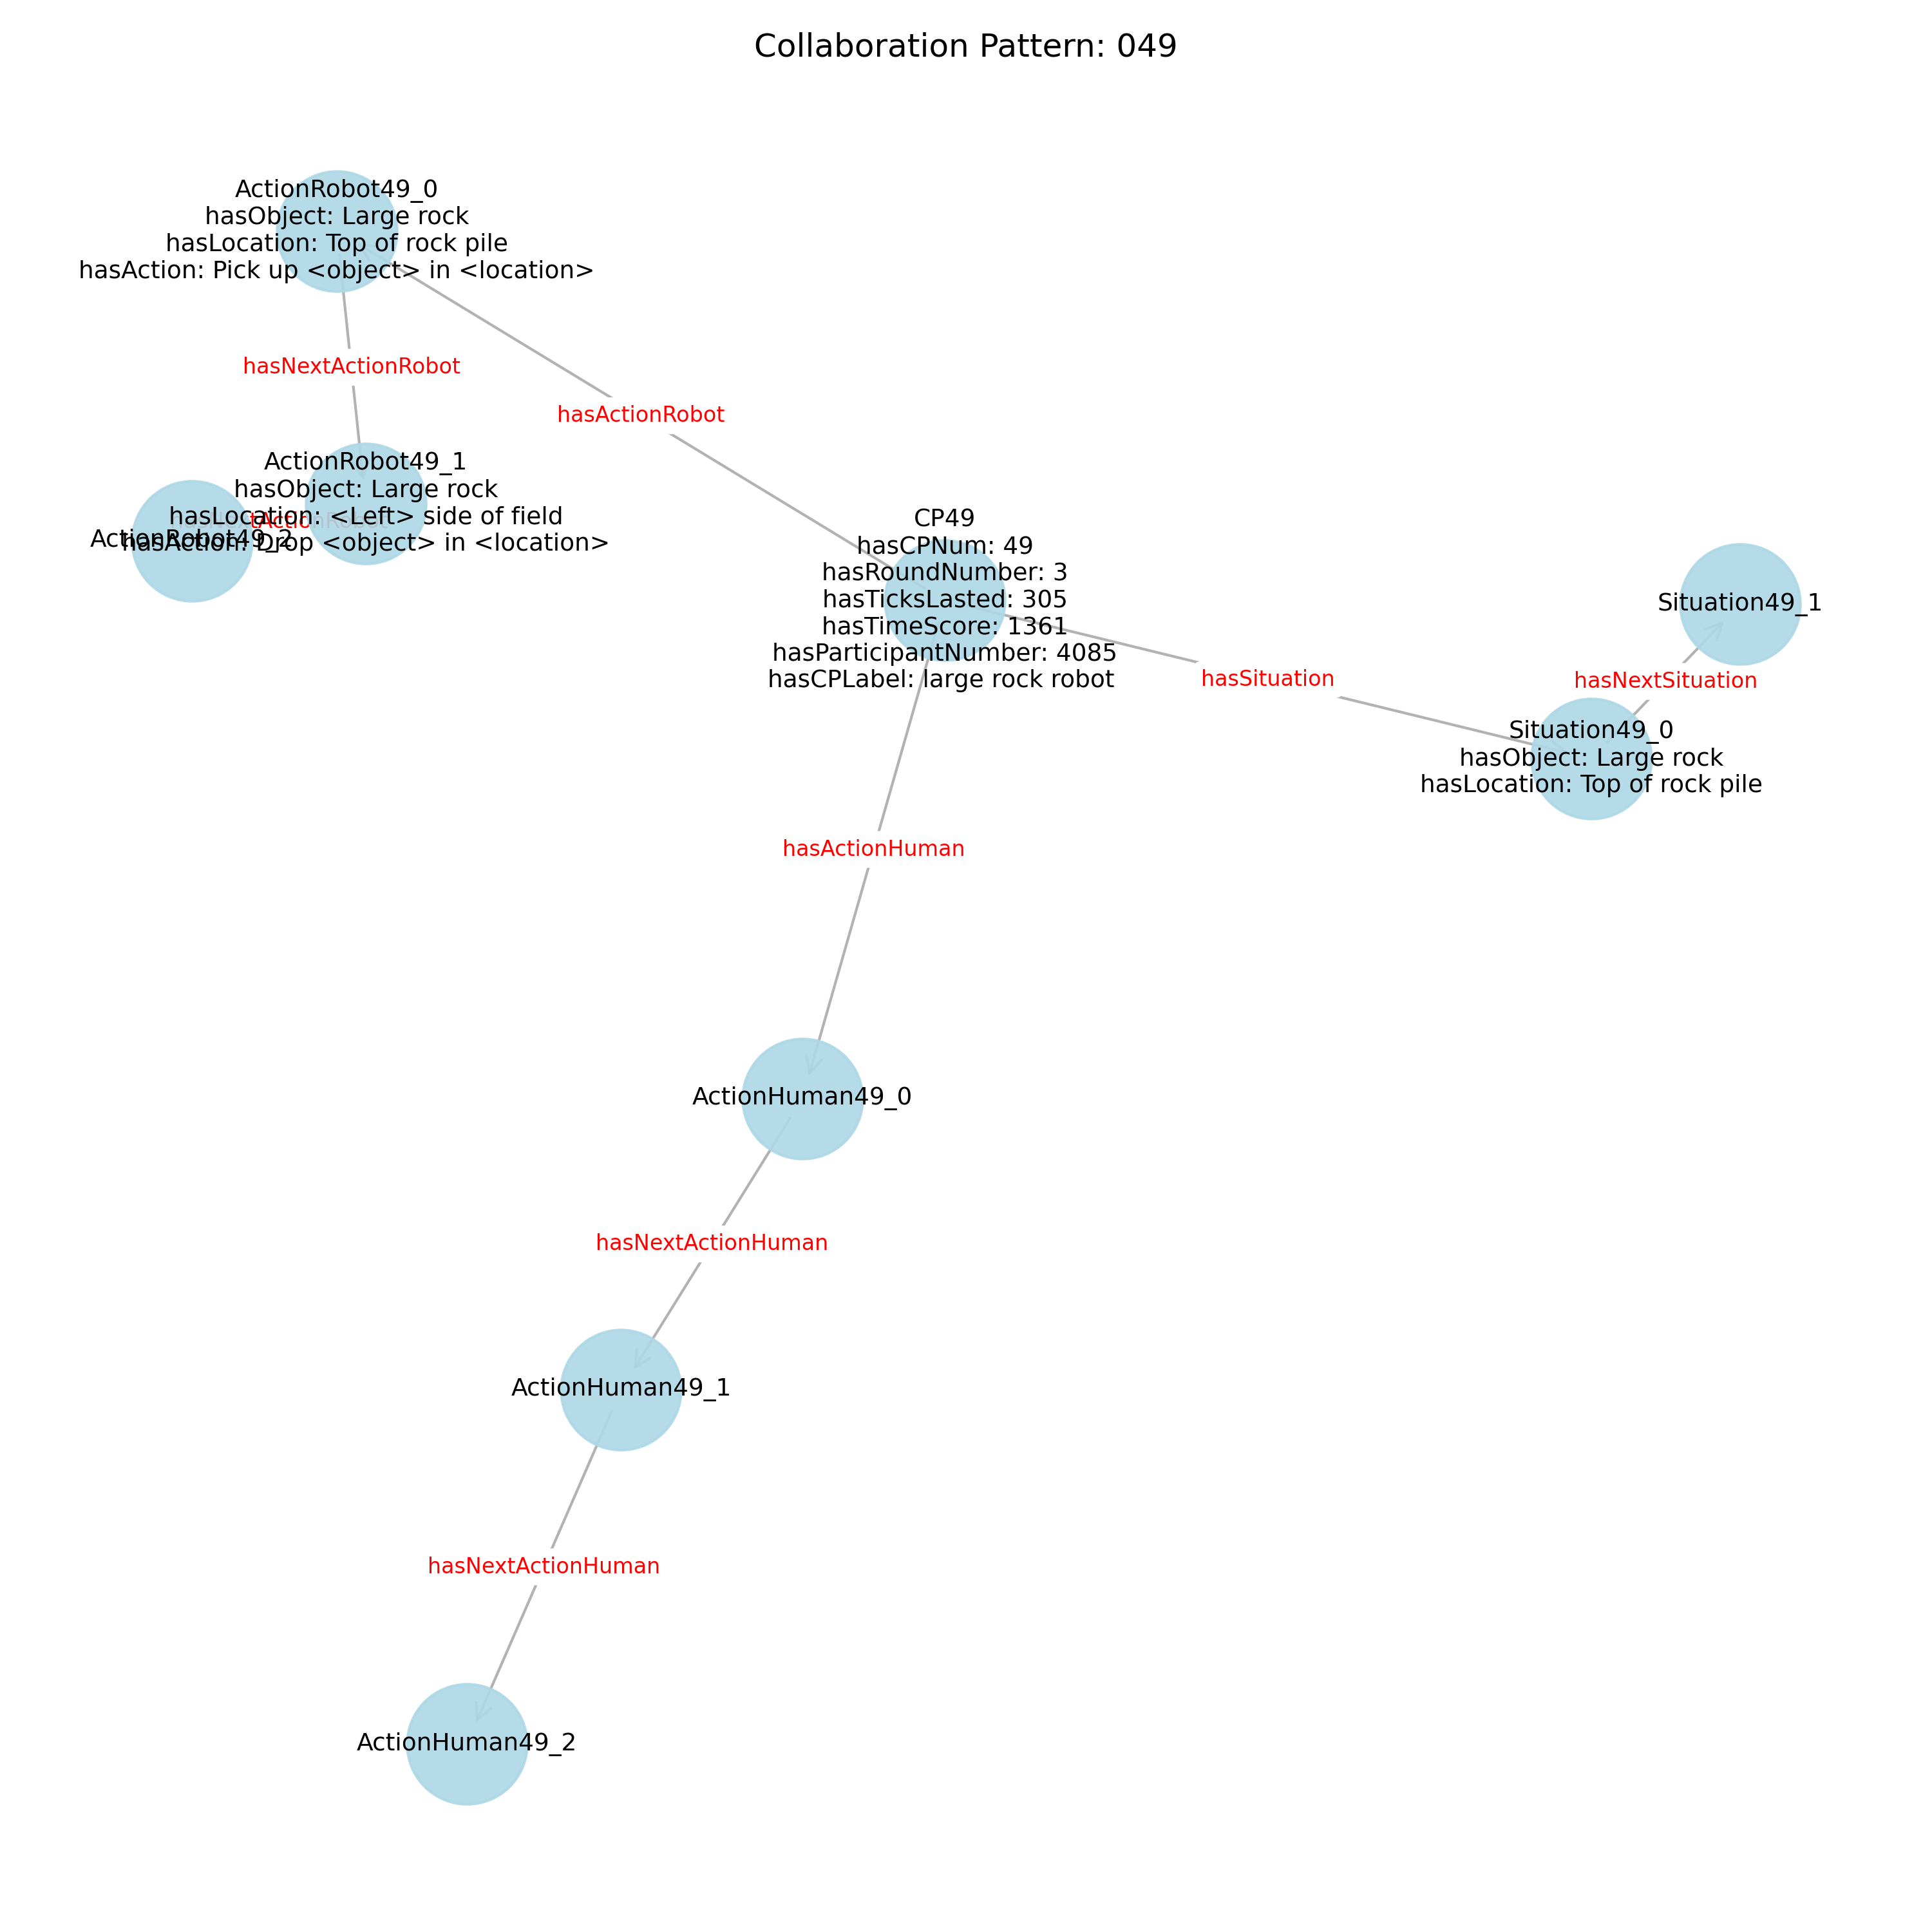 Collaboration Pattern: 049
ActionRobot49_0
hasObject: Large rock
hasLocation: Top of rock pile
hasAction: Pick up <object> in <location>
hasNextActionRobot
hasActionRobot
ActionRobot49_1
hasObject: Large rock
hasLocation: <Left> side of field
hasAction: Drop <object> in <location>
hasNextActionRobot
ActionRobot49_2
CP49
hasCPNum: 49
hasRoundNumber: 3
hasTicksLasted: 305
hasTimeScore: 1361
hasParticipantNumber: 4085
hasCPLabel: large rock robot
Situation49_1
hasNextSituation
hasSituation
Situation49_0
hasObject: Large rock
hasLocation: Top of rock pile
hasActionHuman
ActionHuman49_0
hasNextActionHuman
ActionHuman49_1
hasNextActionHuman
ActionHuman49_2